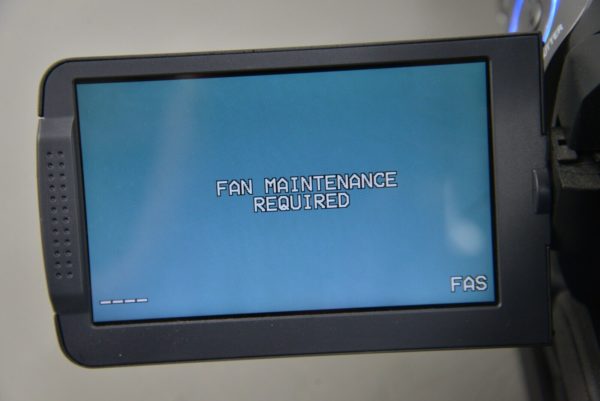 FAN MAINTENANCE
REQUIRED
FAS
----